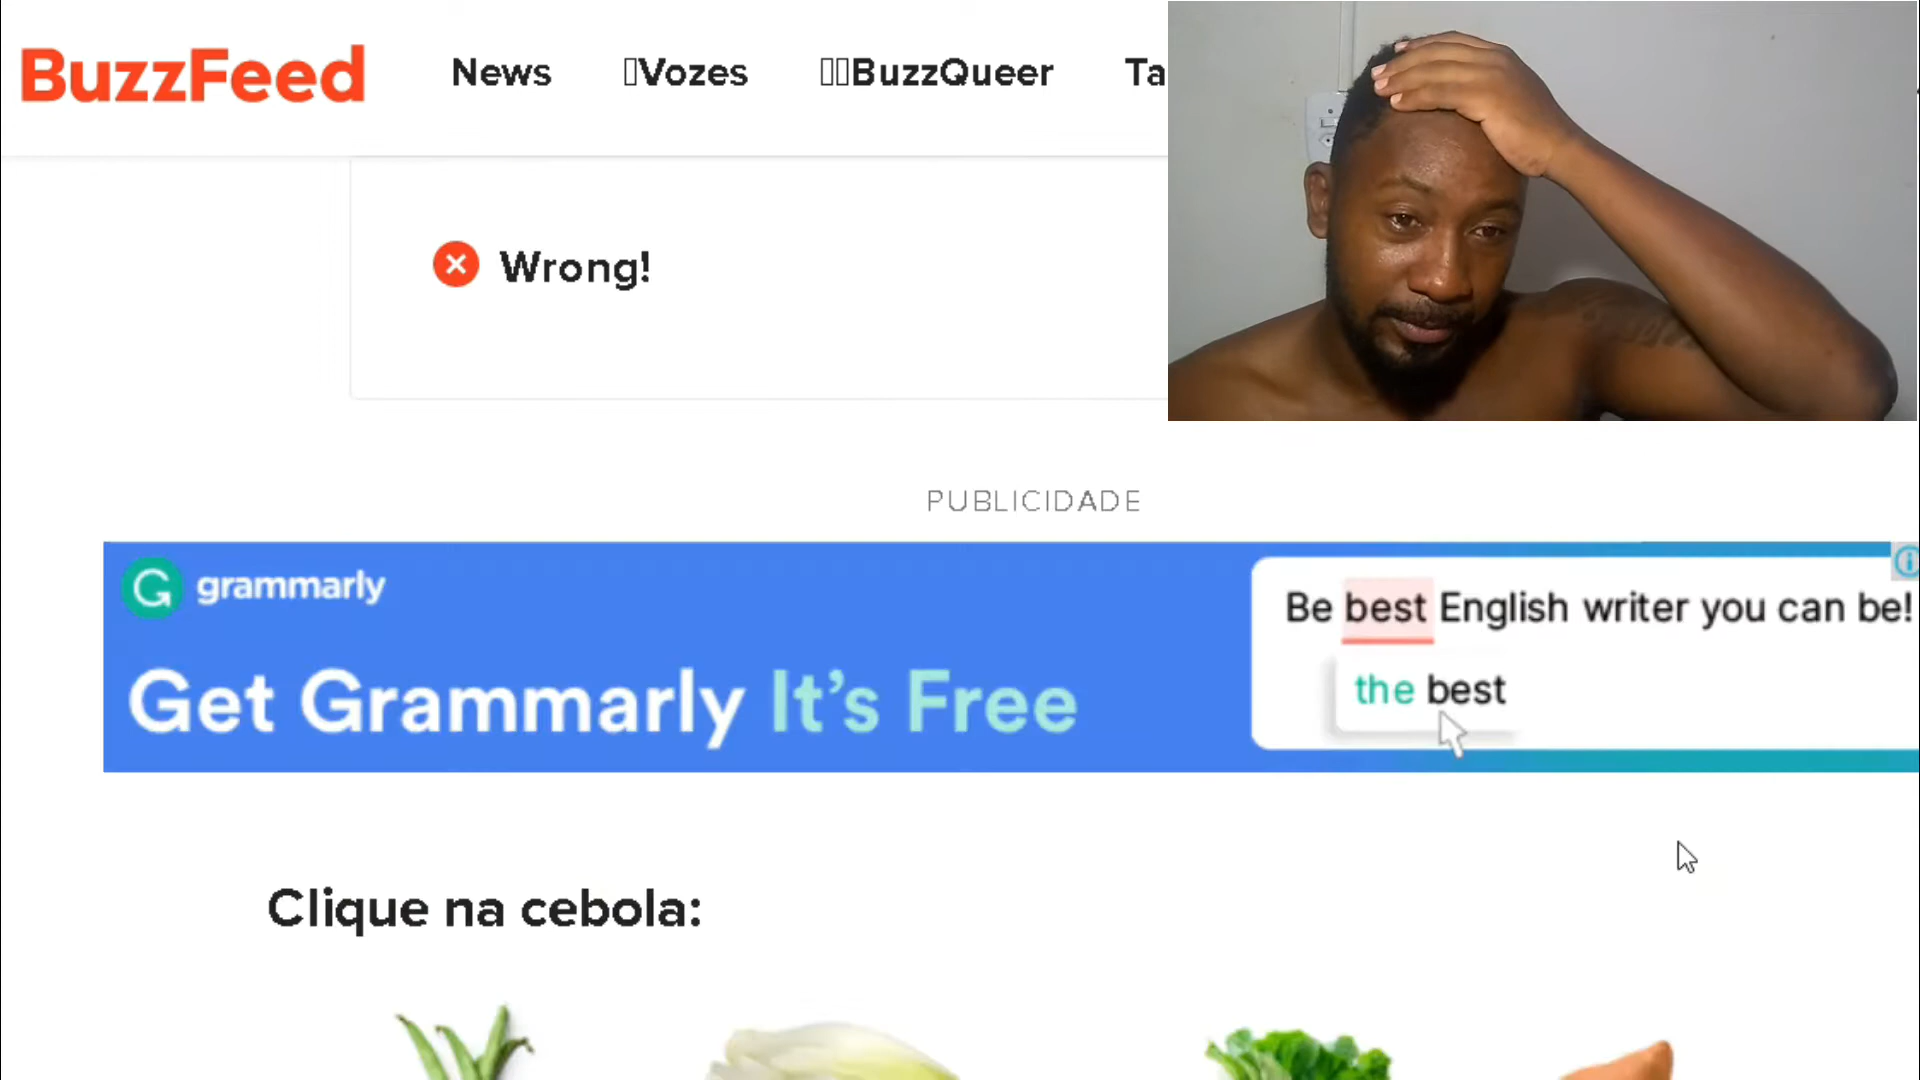 BuzzFeed
News
Vozes
BuzzQueer
Ta
Wrong!
PUBLICIDADE
grammarly
Get Grammarly It's Free
Be best English writer you can be!
the best
Clique na cebola: